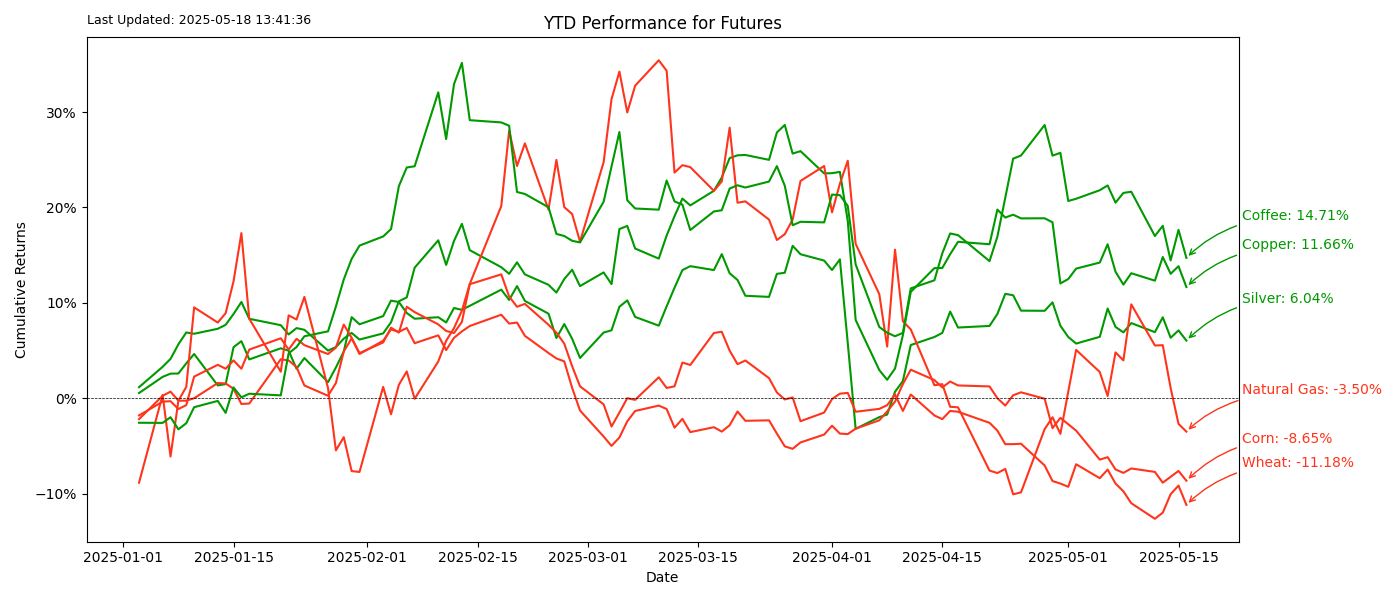 Last Updated: 2025-05-18 13:41:36
YTD Performance for Futures
Cumulative Returns
30%
20%
10%
0%
−10%
2025-01-01
2025-01-15
2025-02-01
2025-02-15
2025-03-01
2025-03-15
2025-04-01
2025-04-15
2025-05-01
2025-05-15
Date
Coffee: 14.71%
Copper: 11.66%
Silver: 6.04%
Natural Gas: -3.50%
Corn: -8.65%
Wheat: -11.18%